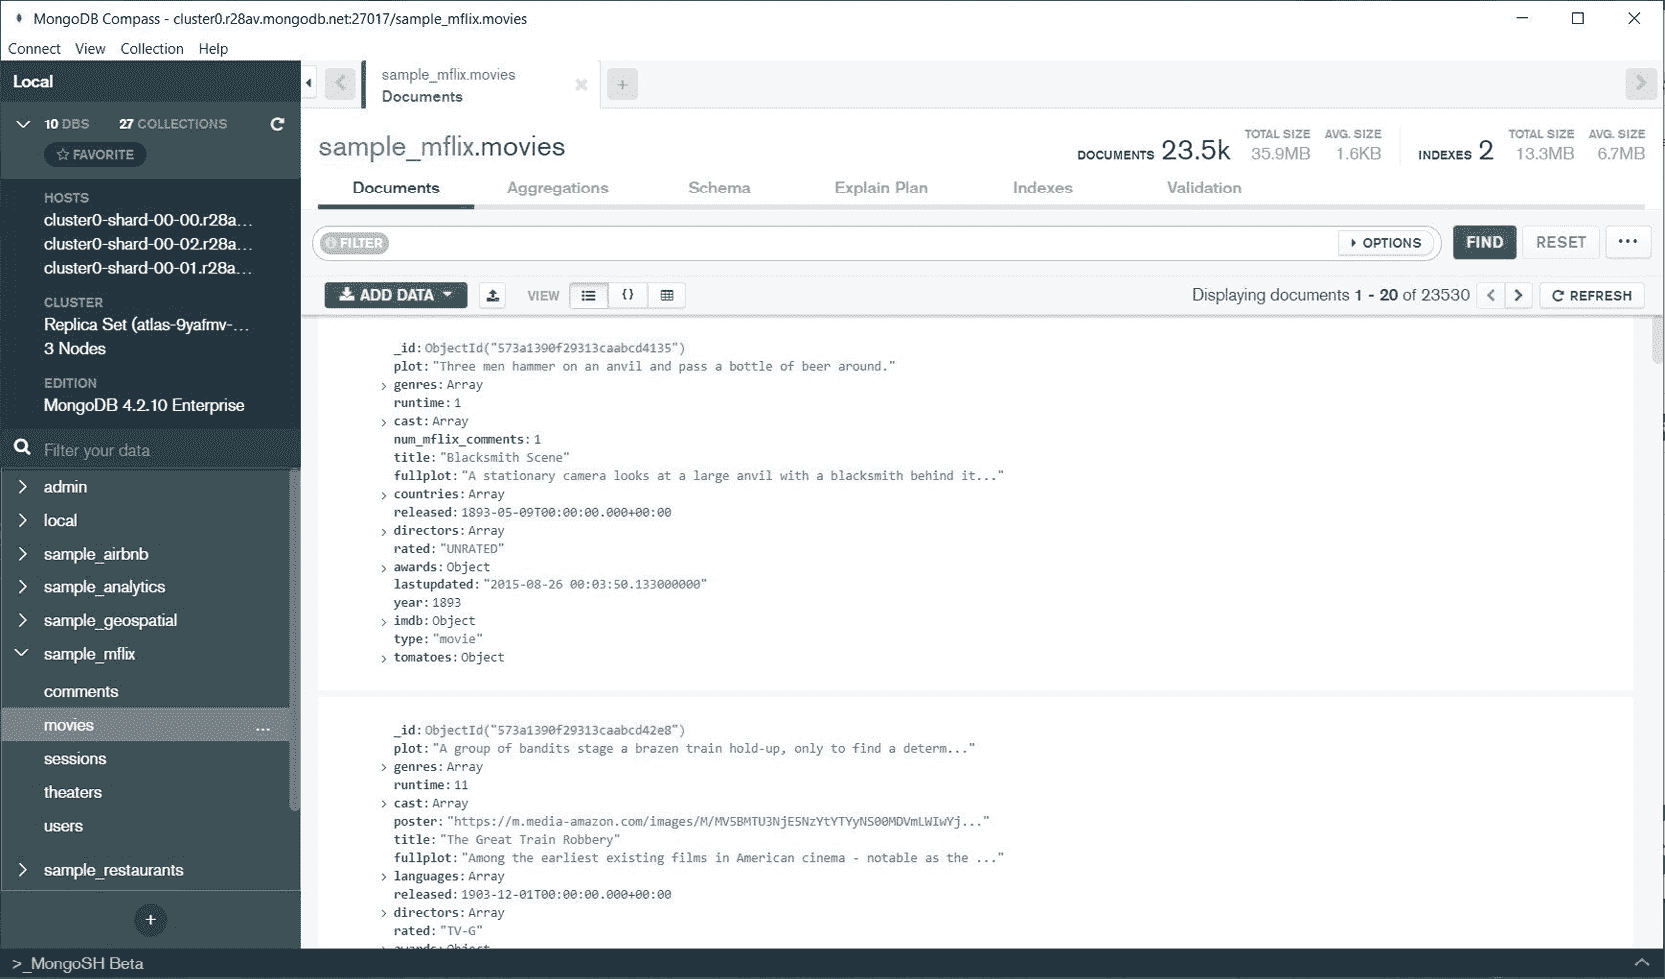 MongoDB Compass - cluster0.r28av.mongodb.net:27017/sample_mflix.movies
Connect View Collection Help
Local
10 DBS 27 COLLECTIONS
FAVORITE
HOSTS
cluster0-shard-00-00.r28a...
cluster0-shard-00-02.r28a...
cluster0-shard-00-01.r28a...
CLUSTER
Replica Set (atlas-9yafmv-...
3 Nodes
EDITION
MongoDB 4.2.10 Enterprise
Filter your data
admin
local
sample_airbnb
sample_analytics
sample_geospatial
sample_mflix
comments
movies ...
sessions
theaters
users
sample_restaurants
+
>_MongoSH Beta
sample_mflix.movies
Documents
+
sample_mflix.movies
DOCUMENTS 23.5k TOTAL SIZE 35.9MB AVG. SIZE 1.6KB INDEXES 2 TOTAL SIZE 13.3MB AVG. SIZE 6.7MB
Documents Aggregations Schema Explain Plan Indexes Validation
FILTER OPTIONS FIND RESET ...
ADD DATA VIEW {} Displaying documents 1 - 20 of 23530 < > REFRESH
_id: ObjectId("573a1390f29313caabcd4135")
plot: "Three men hammer on an anvil and pass a bottle of beer around."
> genres: Array
runtime: 1
> cast: Array
num_mflix_comments: 1
title: "Blacksmith Scene"
fullplot: "A stationary camera looks at a large anvil with a blacksmith behind it..."
> countries: Array
released: 1893-05-09T00:00:00.000+00:00
> directors: Array
rated: "UNRATED"
> awards: Object
lastupdated: "2015-08-26 00:03:50.133000000"
year: 1893
> imdb: Object
type: "movie"
> tomatoes: Object
_id: ObjectId("573a1390f29313caabcd42e8")
plot: "A group of bandits stage a brazen train hold-up, only to find a determ..."
> genres: Array
runtime: 11
> cast: Array
poster: "https://m.media-amazon.com/images/M/MV5BMTU3NjE5NzYtYTYyNS00MDVmLWIwYj..."
title: "The Great Train Robbery"
fullplot: "Among the earliest existing films in American cinema - notable as the ..."
> languages: Array
released: 1903-12-01T00:00:00.000+00:00
> directors: Array
rated: "TV-G"
> awards: Object